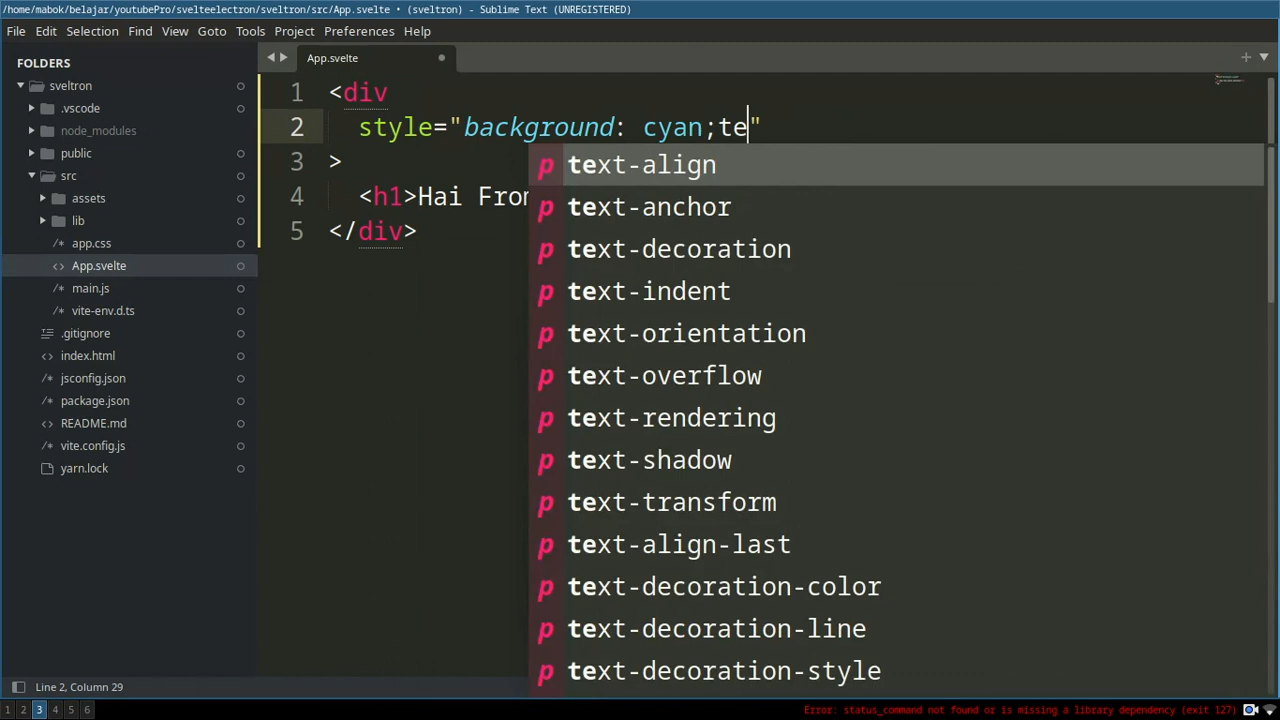 /home/mabok/belajar/youtubePro/svelteelectron/sveltron/src/App.svelte • (sveltron) - Sublime Text (UNREGISTERED)
File Edit Selection Find View Goto Tools Project Preferences Help
FOLDERS
sveltron
.vscode
node_modules
public
src
assets
lib
app.css
App.svelte
main.js
vite-env.d.ts
.gitignore
index.html
jsconfig.json
package.json
README.md
vite.config.js
yarn.lock
App.svelte
1 <div
2 style="background: cyan;te"
3 >
4 <h1>Hai From
5 </div>
p text-align
p text-anchor
p text-decoration
p text-indent
p text-orientation
p text-overflow
p text-rendering
p text-shadow
p text-transform
p text-align-last
p text-decoration-color
p text-decoration-line
p text-decoration-style
Line 2, Column 29
1 2 3 4 5 6
Error: status_command not found or is missing a library dependency (exit 127)